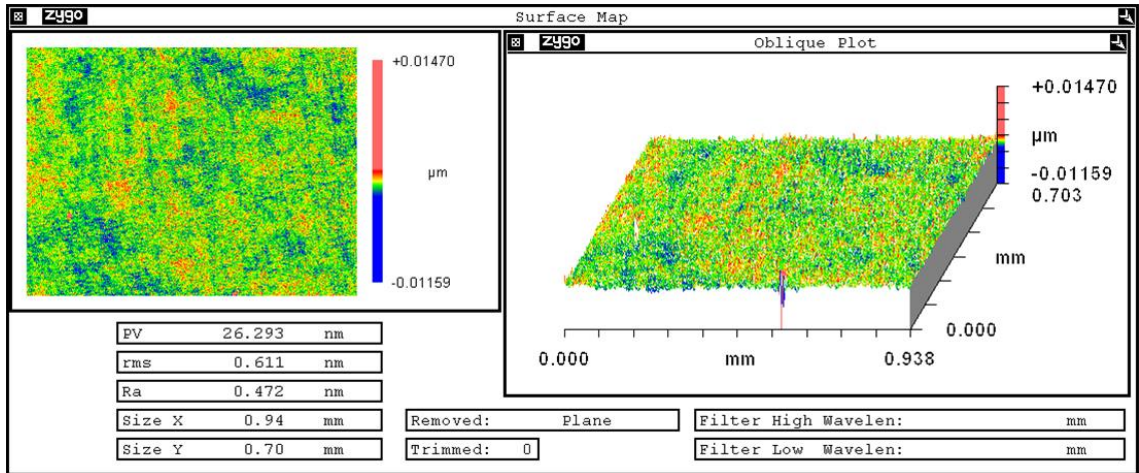 zygo Surface Map
+0.01470
µm
-0.01159
zygo Oblique Plot
+0.01470
µm
-0.01159
0.703
mm
0.000
0.000 mm 0.938
PV 26.293 nm
rms 0.611 nm
Ra 0.472 nm
Size X 0.94 mm
Size Y 0.70 mm
Removed: Plane
Trimmed: 0
Filter High Wavelen: mm
Filter Low Wavelen: mm